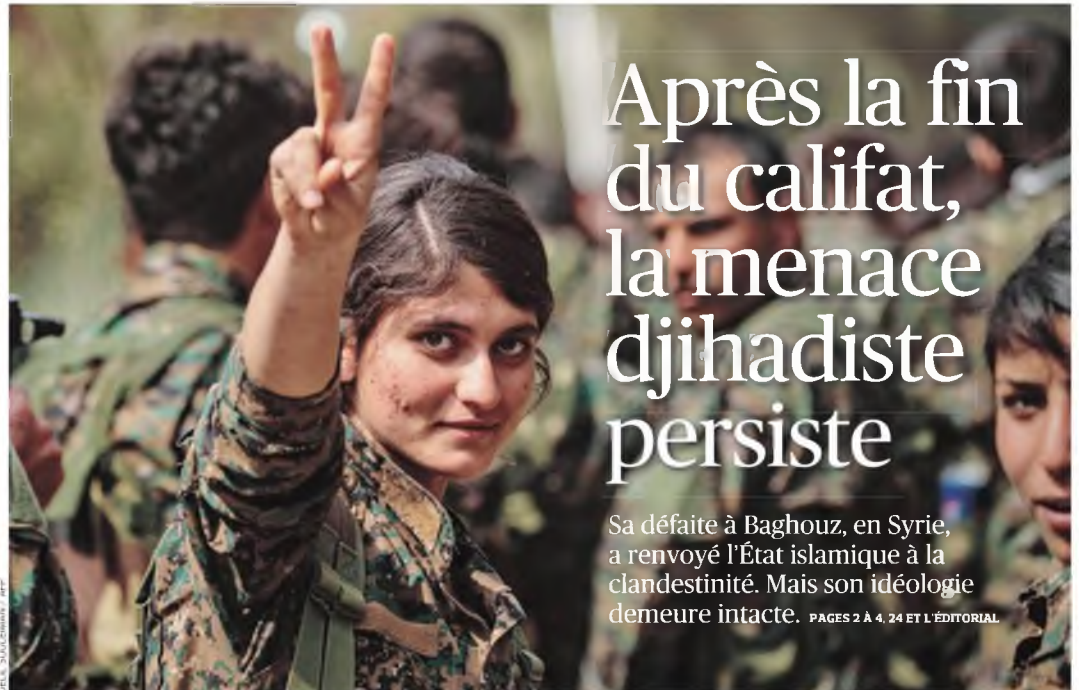 Après la fin
du califat,
la menace
djihadiste
persiste
Sa défaite à Baghouz, en Syrie,
a renvoyé l'État islamique à la
clandestinité. Mais son idéologie
demeure intacte. PAGES 2 À 4, 24 ET L'ÉDITORIAL